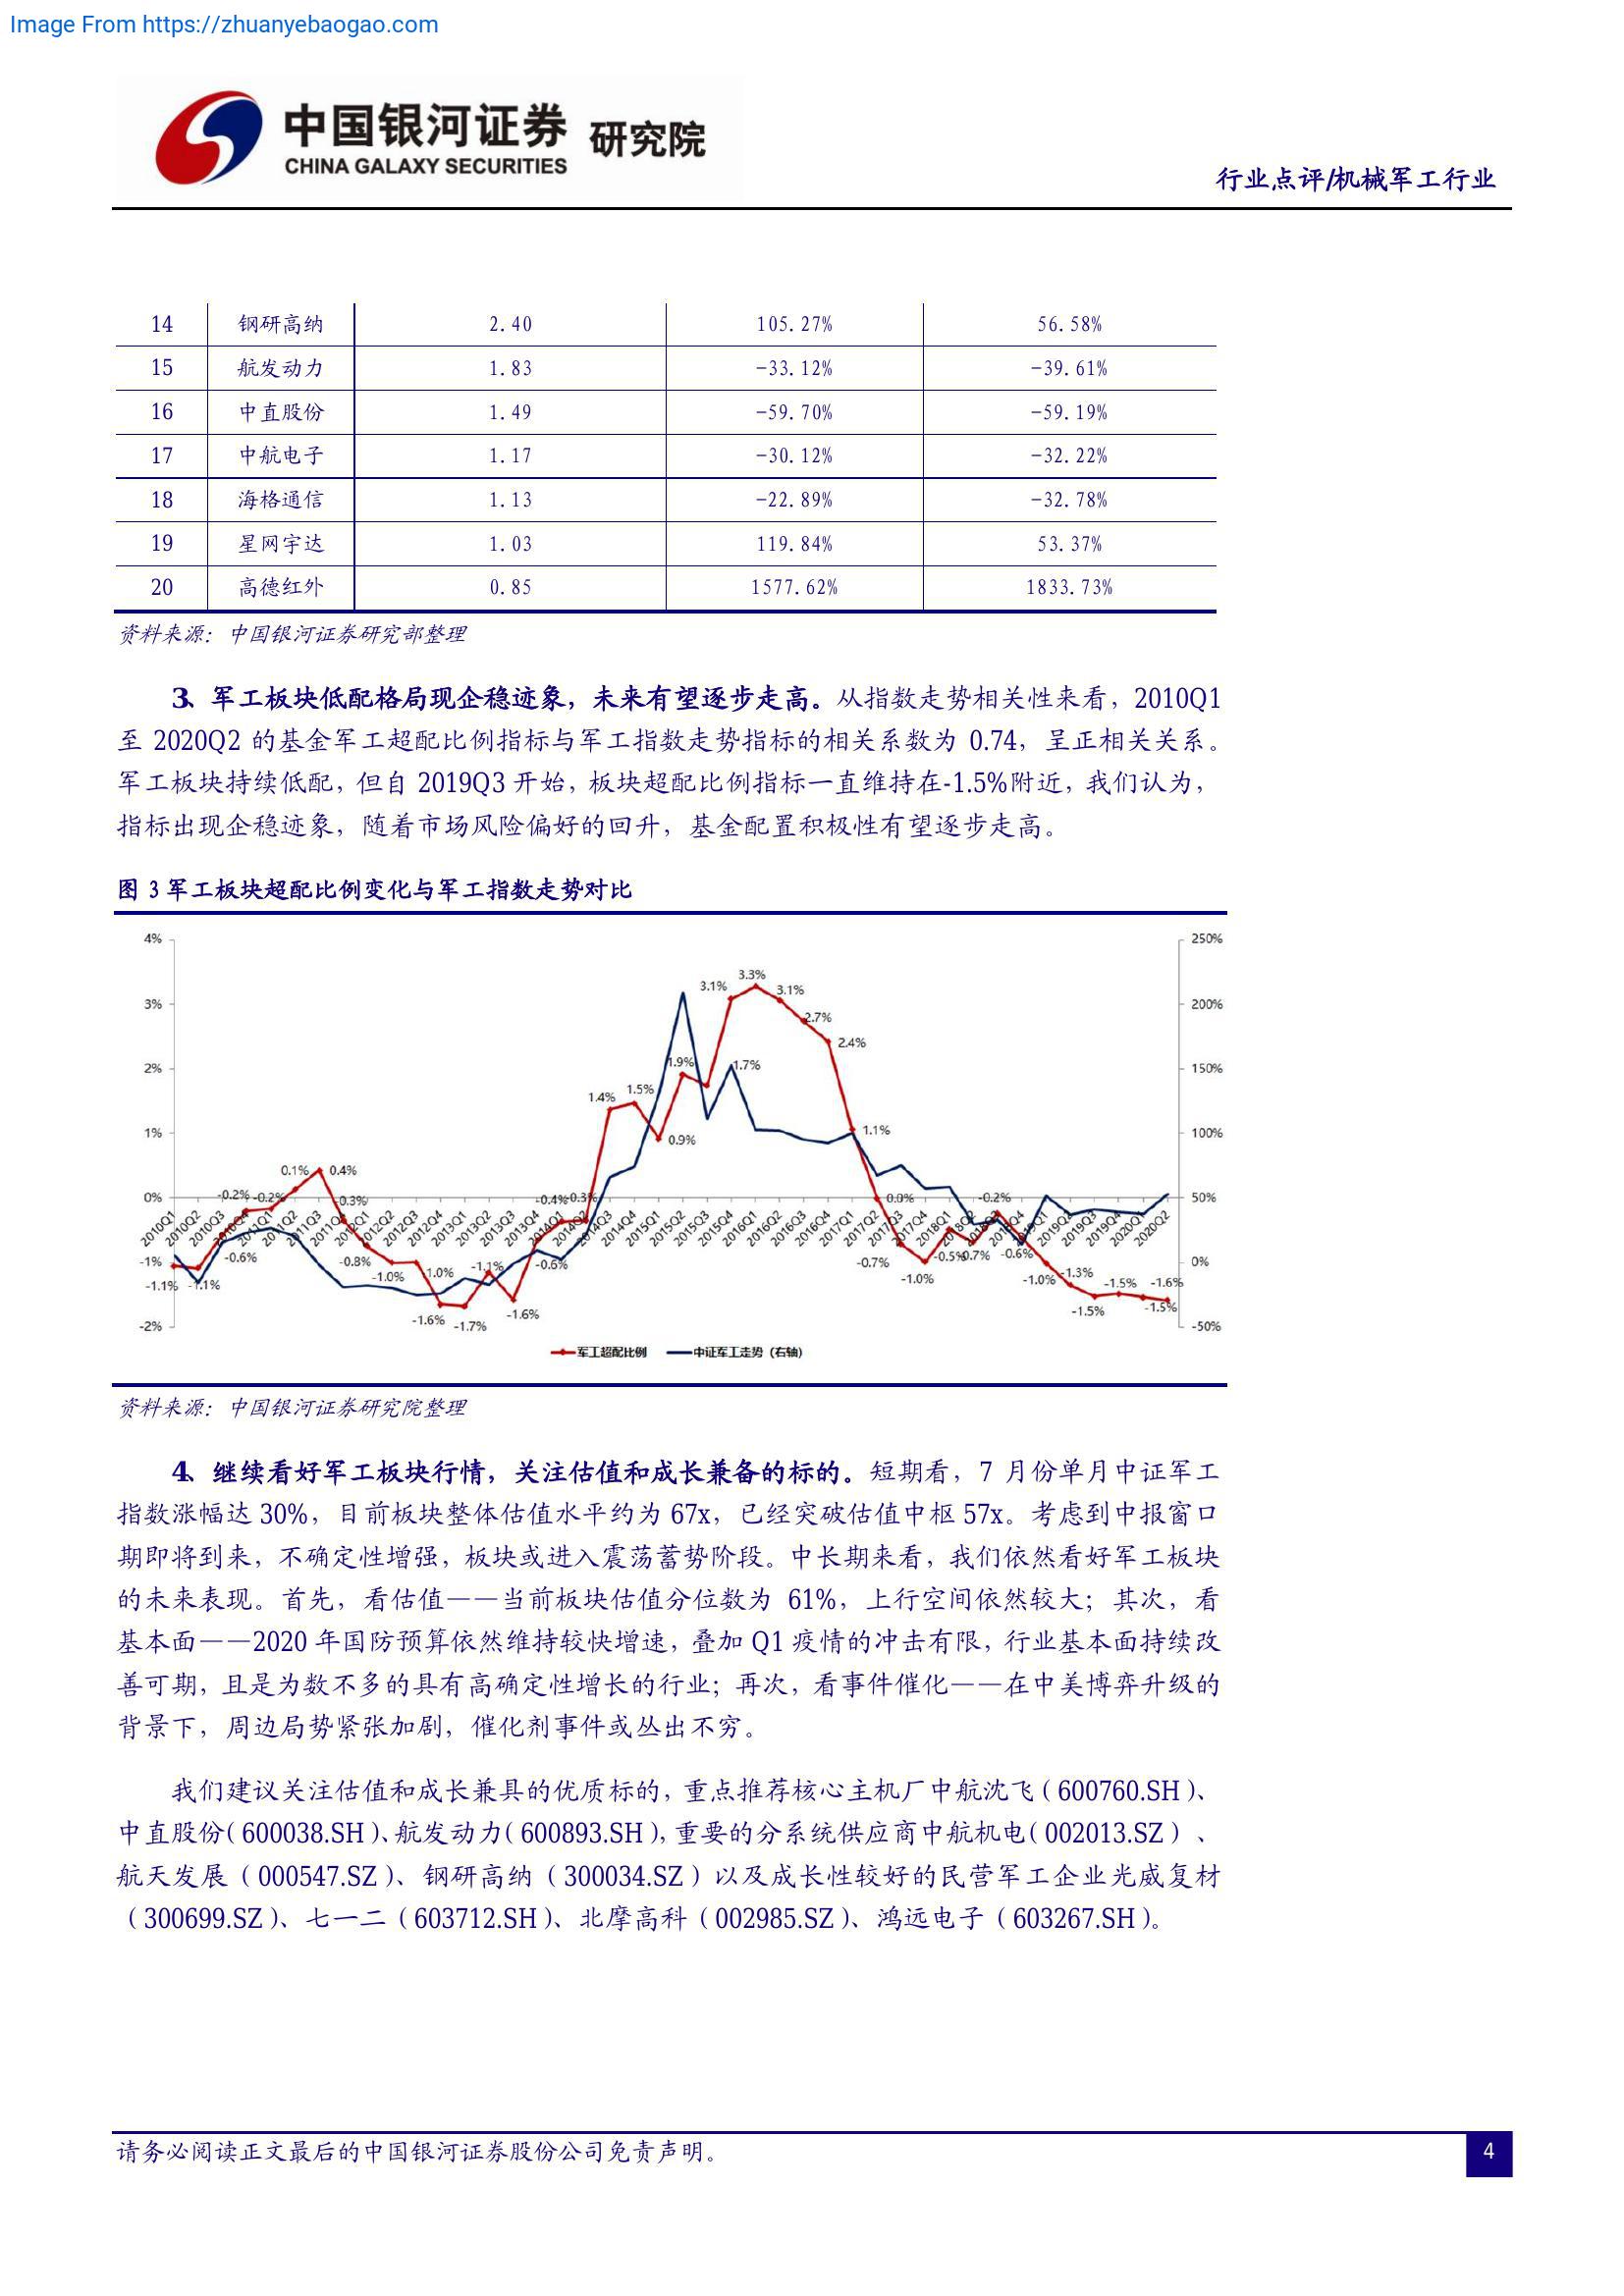 Image From https://zhuanyebaogao.com
中国银河证券 研究院
CHINA GALAXY SECURITIES
行业点评/机械军工行业
14 钢研高纳 2.40 105.27% 56.58%
15 航发动力 1.83 -33.12% -39.61%
16 中直股份 1.49 -59.70% -59.19%
17 中航电子 1.17 -30.12% -32.22%
18 海格通信 1.13 -22.89% -32.78%
19 星网宇达 1.03 119.84% 53.37%
20 高德红外 0.85 1577.62% 1833.73%
资料来源：中国银河证券研究部整理
3、军工板块低配格局现企稳迹象，未来有望逐步走高。从指数走势相关性来看，2010Q1
至 2020Q2 的基金军工超配比例指标与军工指数走势指标的相关系数为 0.74，呈正相关关系。
军工板块持续低配，但自 2019Q3 开始，板块超配比例指标一直维持在-1.5%附近，我们认为，
指标出现企稳迹象，随着市场风险偏好的回升，基金配置积极性有望逐步走高。
图 3 军工板块超配比例变化与军工指数走势对比
4% 3% 2% 1% 0% -1% -2%
250% 200% 150% 100% 50% 0% -50%
-1.1% -1.1% -0.6% -0.2% -0.2% 0.1% 0.4% -0.3% -0.8% -1.0% -1.0% -1.6% -1.7% -1.1% -1.6% -0.6% -0.4% -0.3% 1.4% 1.5% 0.9% 1.9% 1.7% 3.1% 3.3% 3.1% 2.7% 2.4% 1.1% 0.0% -0.7% -1.0% -0.5% -0.7% -0.2% -0.6% -1.0% -1.3% -1.5% -1.5% -1.5% -1.6%
2010Q1 2010Q2 2010Q3 2010Q4 2011Q1 2011Q2 2011Q3 2011Q4 2012Q1 2012Q2 2012Q3 2012Q4 2013Q1 2013Q2 2013Q3 2013Q4 2014Q1 2014Q2 2014Q3 2014Q4 2015Q1 2015Q2 2015Q3 2015Q4 2016Q1 2016Q2 2016Q3 2016Q4 2017Q1 2017Q2 2017Q3 2017Q4 2018Q1 2018Q2 2018Q3 2018Q4 2019Q1 2019Q2 2019Q3 2019Q4 2020Q1 2020Q2
军工超配比例 中证军工走势（右轴）
资料来源：中国银河证券研究院整理
4、继续看好军工板块行情，关注估值和成长兼备的标的。短期看，7 月份单月中证军工
指数涨幅达 30%，目前板块整体估值水平约为 67x，已经突破估值中枢 57x。考虑到中报窗口
期即将到来，不确定性增强，板块或进入震荡蓄势阶段。中长期来看，我们依然看好军工板块
的未来表现。首先，看估值——当前板块估值分位数为 61%，上行空间依然较大；其次，看
基本面——2020 年国防预算依然维持较快增速，叠加 Q1 疫情的冲击有限，行业基本面持续改
善可期，且是为数不多的具有高确定性增长的行业；再次，看事件催化——在中美博弈升级的
背景下，周边局势紧张加剧，催化剂事件或丛出不穷。
我们建议关注估值和成长兼具的优质标的，重点推荐核心主机厂中航沈飞（600760.SH）、
中直股份（600038.SH）、航发动力（600893.SH），重要的分系统供应商中航机电（002013.SZ）、
航天发展（000547.SZ）、钢研高纳（300034.SZ）以及成长性较好的民营军工企业光威复材
（300699.SZ）、七一二（603712.SH）、北摩高科（002985.SZ）、鸿远电子（603267.SH）。
请务必阅读正文最后的中国银河证券股份公司免责声明。
4